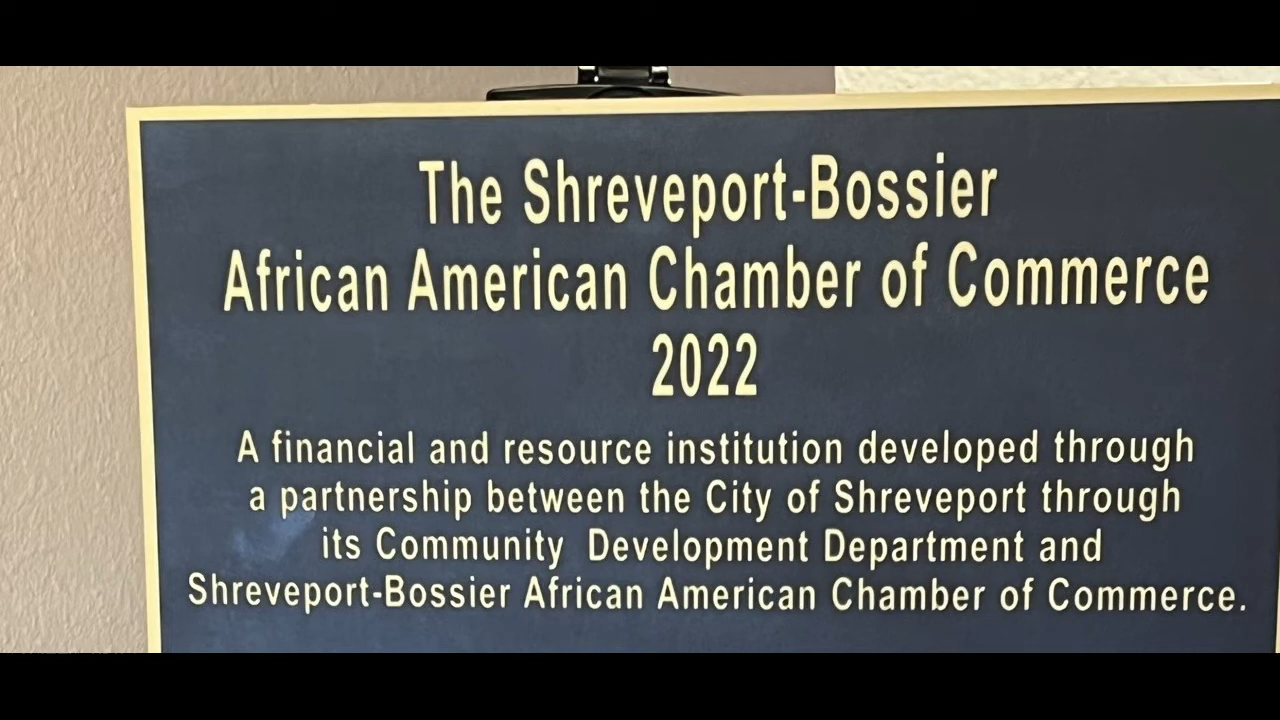 The Shreveport-Bossier
African American Chamber of Commerce
2022
A financial and resource institution developed through
a partnership between the City of Shreveport through
its Community Development Department and
Shreveport-Bossier African American Chamber of Commerce.